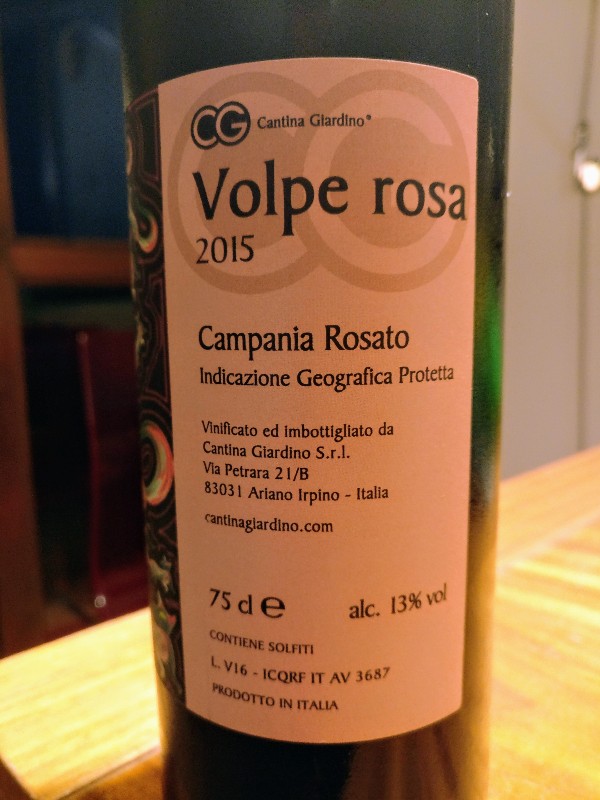 CG Cantina Giardino®
Volpe rosa
2015
Campania Rosato
Indicazione Geografica Protetta
Vinificato ed imbottigliato da
Cantina Giardino S.r.l.
Via Petrara 21/B
83031 Ariano Irpino - Italia
cantinagiardino.com
75 cl e alc. 13% vol
CONTIENE SOLFITI
L. V16 - ICQRF IT AV 3687
PRODOTTO IN ITALIA